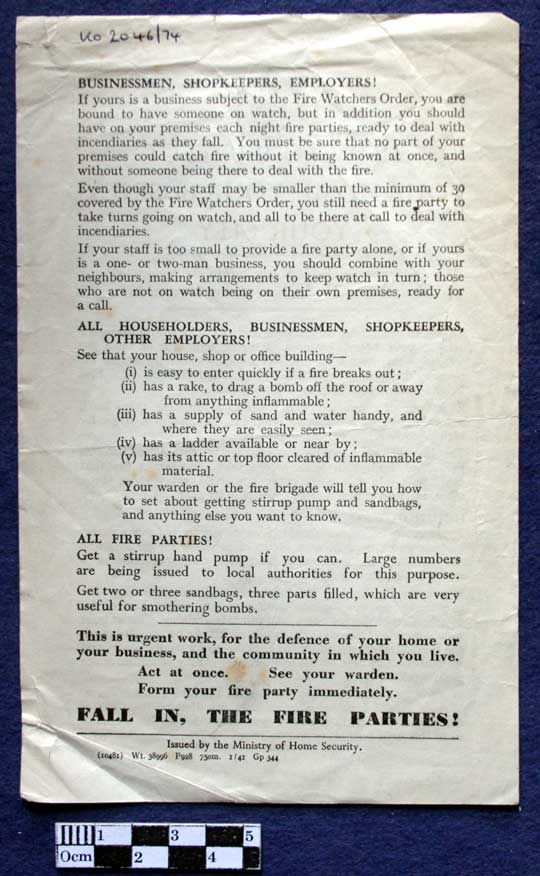 KO 2046/74
BUSINESSMEN, SHOPKEEPERS, EMPLOYERS!
If yours is a business subject to the Fire Watchers Order, you are
bound to have someone on watch, but in addition you should
have on your premises each night fire parties, ready to deal with
incendiaries as they fall. You must be sure that no part of your
premises could catch fire without it being known at once, and
without someone being there to deal with the fire.
Even though your staff may be smaller than the minimum of 30
covered by the Fire Watchers Order, you still need a fire party to
take turns going on watch, and all to be there at call to deal with
incendiaries.
If your staff is too small to provide a fire party alone, or if yours
is a one- or two-man business, you should combine with your
neighbours, making arrangements to keep watch in turn; those
who are not on watch being on their own premises, ready for
a call.
ALL HOUSEHOLDERS, BUSINESSMEN, SHOPKEEPERS,
OTHER EMPLOYERS!
See that your house, shop or office building—
(i) is easy to enter quickly if a fire breaks out;
(ii) has a rake, to drag a bomb off the roof or away
from anything inflammable;
(iii) has a supply of sand and water handy, and
where they are easily seen;
(iv) has a ladder available or near by;
(v) has its attic or top floor cleared of inflammable
material.
Your warden or the fire brigade will tell you how
to set about getting stirrup pump and sandbags,
and anything else you want to know.
ALL FIRE PARTIES!
Get a stirrup hand pump if you can. Large numbers
are being issued to local authorities for this purpose.
Get two or three sandbags, three parts filled, which are very
useful for smothering bombs.
This is urgent work, for the defence of your home or
your business, and the community in which you live.
Act at once. See your warden.
Form your fire party immediately.
FALL IN, THE FIRE PARTIES!
Issued by the Ministry of Home Security.
(10481) Wt. 38996 P928 750m. 1/41 Gp 344
1 3 5
0cm 2 4